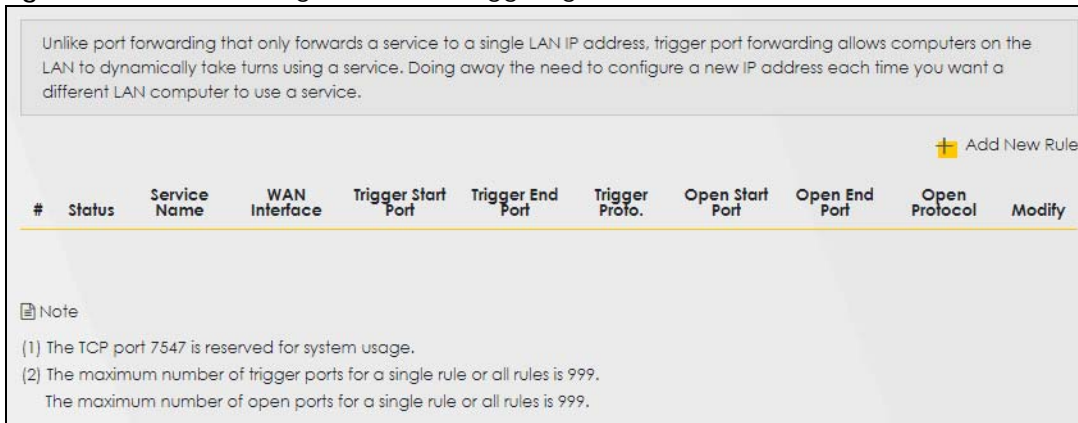 Unlike port forwarding that only forwards a service to a single LAN IP address, trigger port forwarding allows computers on the
LAN to dynamically take turns using a service. Doing away the need to configure a new IP address each time you want a
different LAN computer to use a service.
+ Add New Rule
# Status Service Name WAN Interface Trigger Start Port Trigger End Port Trigger Proto. Open Start Port Open End Port Open Protocol Modify
Note
(1) The TCP port 7547 is reserved for system usage.
(2) The maximum number of trigger ports for a single rule or all rules is 999.
The maximum number of open ports for a single rule or all rules is 999.